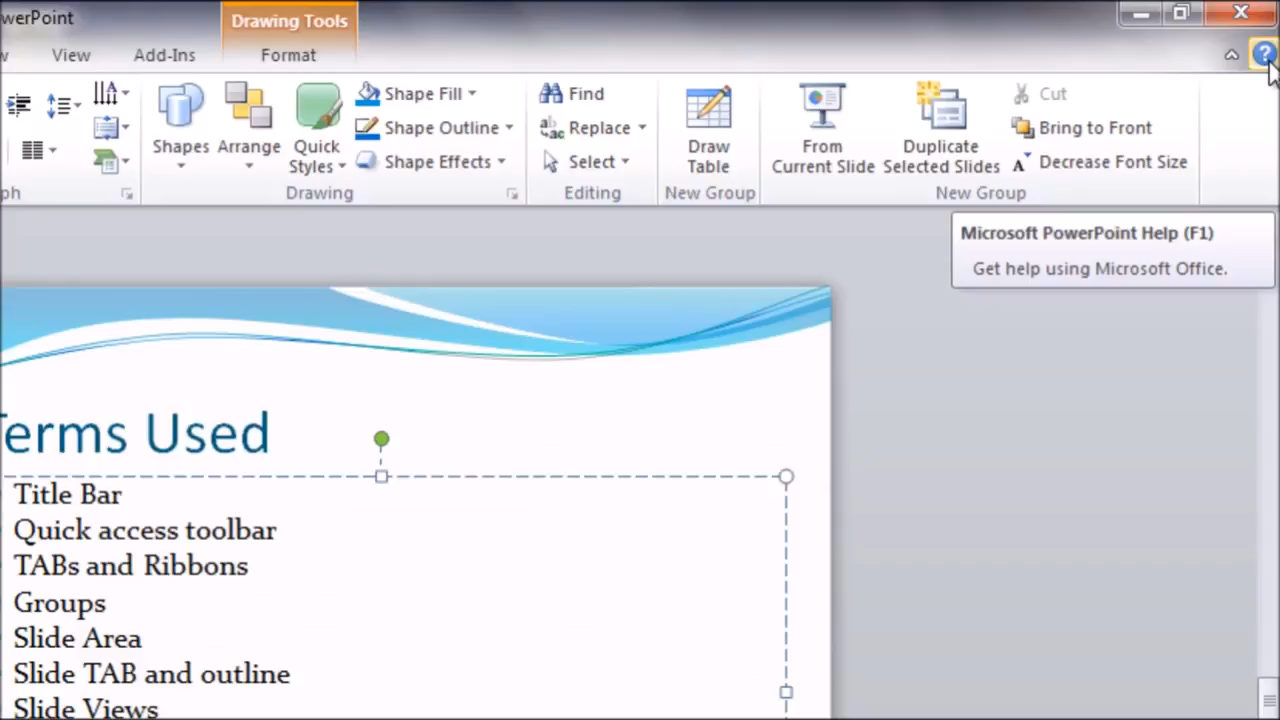 werPoint
Drawing Tools
w View Add-Ins Format
Shapes
Arrange
Quick
Styles
Shape Fill
Shape Outline
Shape Effects
Find
Replace
Select
Draw
Table
From
Current Slide
Duplicate
Selected Slides
Cut
Bring to Front
Decrease Font Size
ph Drawing Editing New Group New Group
Microsoft PowerPoint Help (F1)
Get help using Microsoft Office.
Terms Used
Title Bar
Quick access toolbar
TABs and Ribbons
Groups
Slide Area
Slide TAB and outline
Slide Views